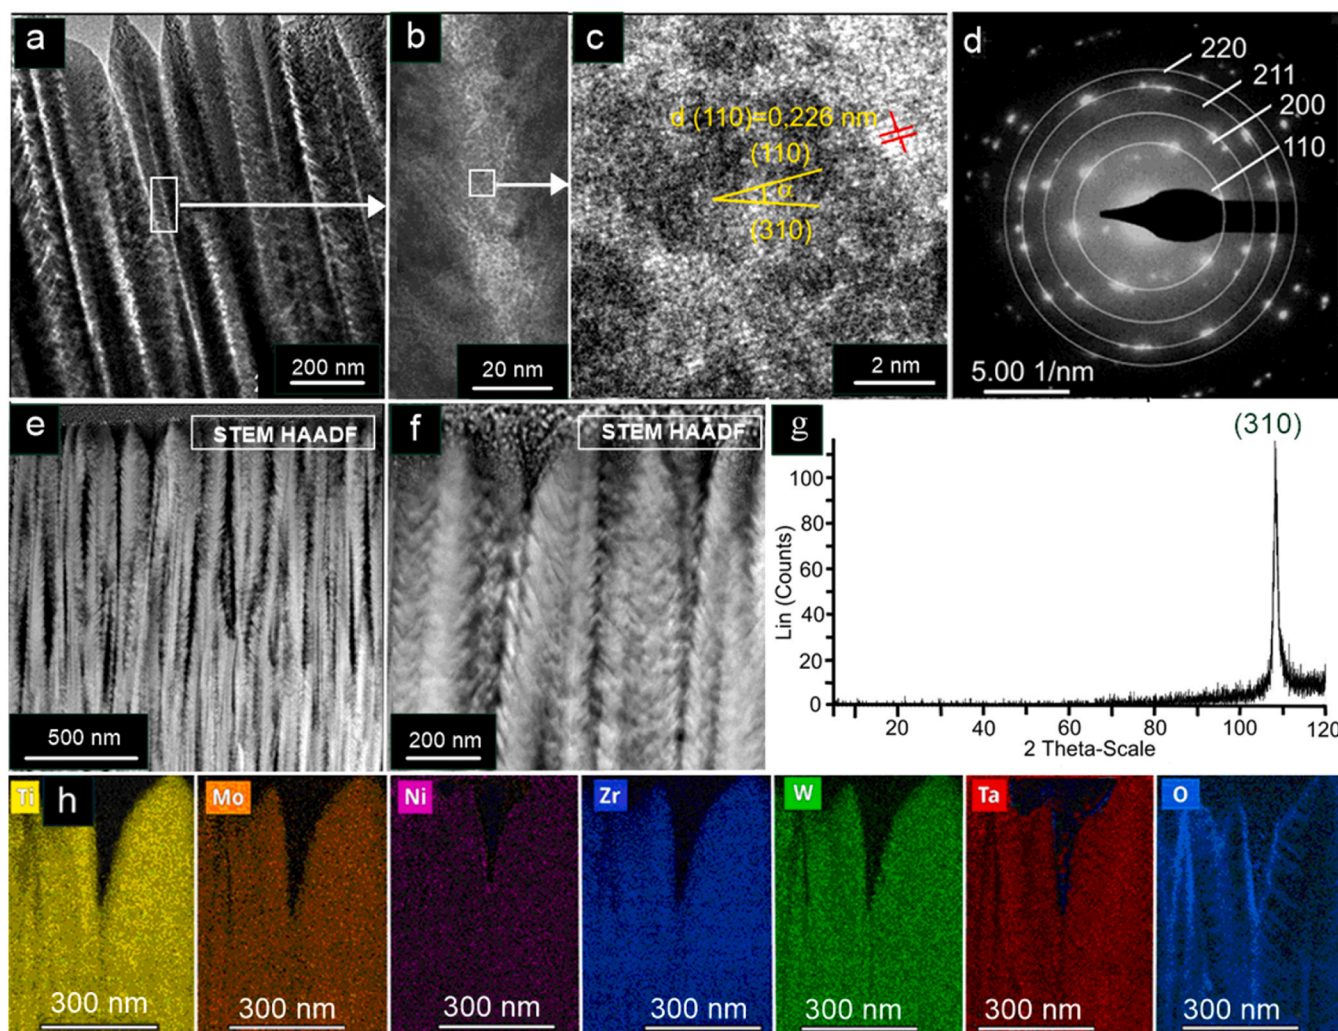 a
200 nm
b
20 nm
c
d (110)=0,226 nm
(110)
α
(310)
2 nm
d
220
211
200
110
5.00 1/nm
e
STEM HAADF
500 nm
f
STEM HAADF
200 nm
g
(310)
Lin (Counts)
100
80
60
40
20
0
20 40 60 80 100 120
2 Theta-Scale
Ti
h
300 nm
Mo
300 nm
Ni
300 nm
Zr
300 nm
W
300 nm
Ta
300 nm
O
300 nm